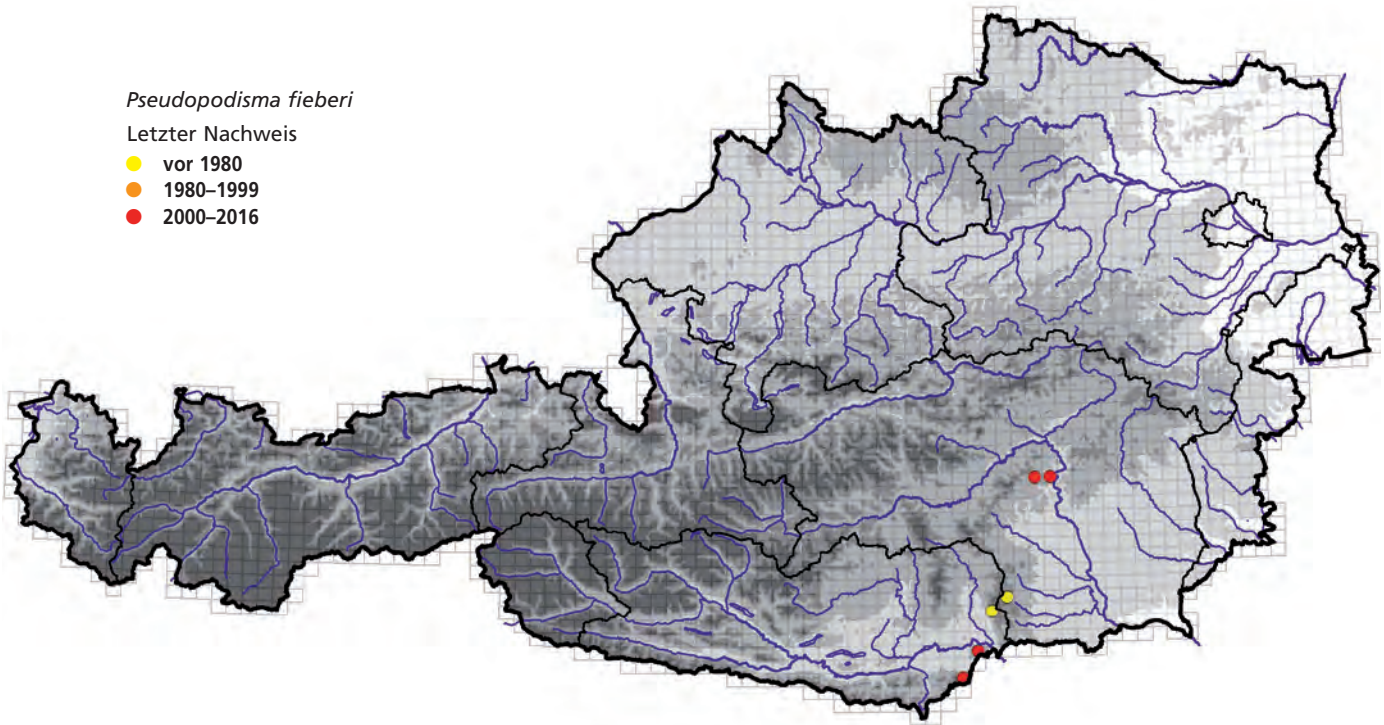 Pseudopodisma fieberi
Letzter Nachweis
vor 1980
1980–1999
2000–2016